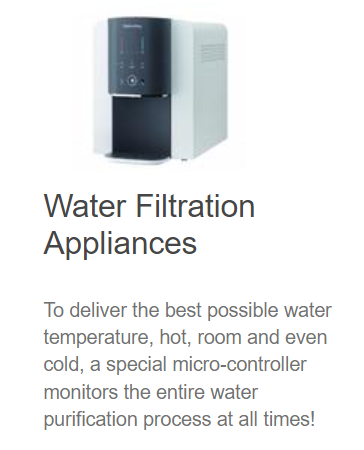 Water Filtration
Appliances
To deliver the best possible water
temperature, hot, room and even
cold, a special micro-controller
monitors the entire water
purification process at all times!